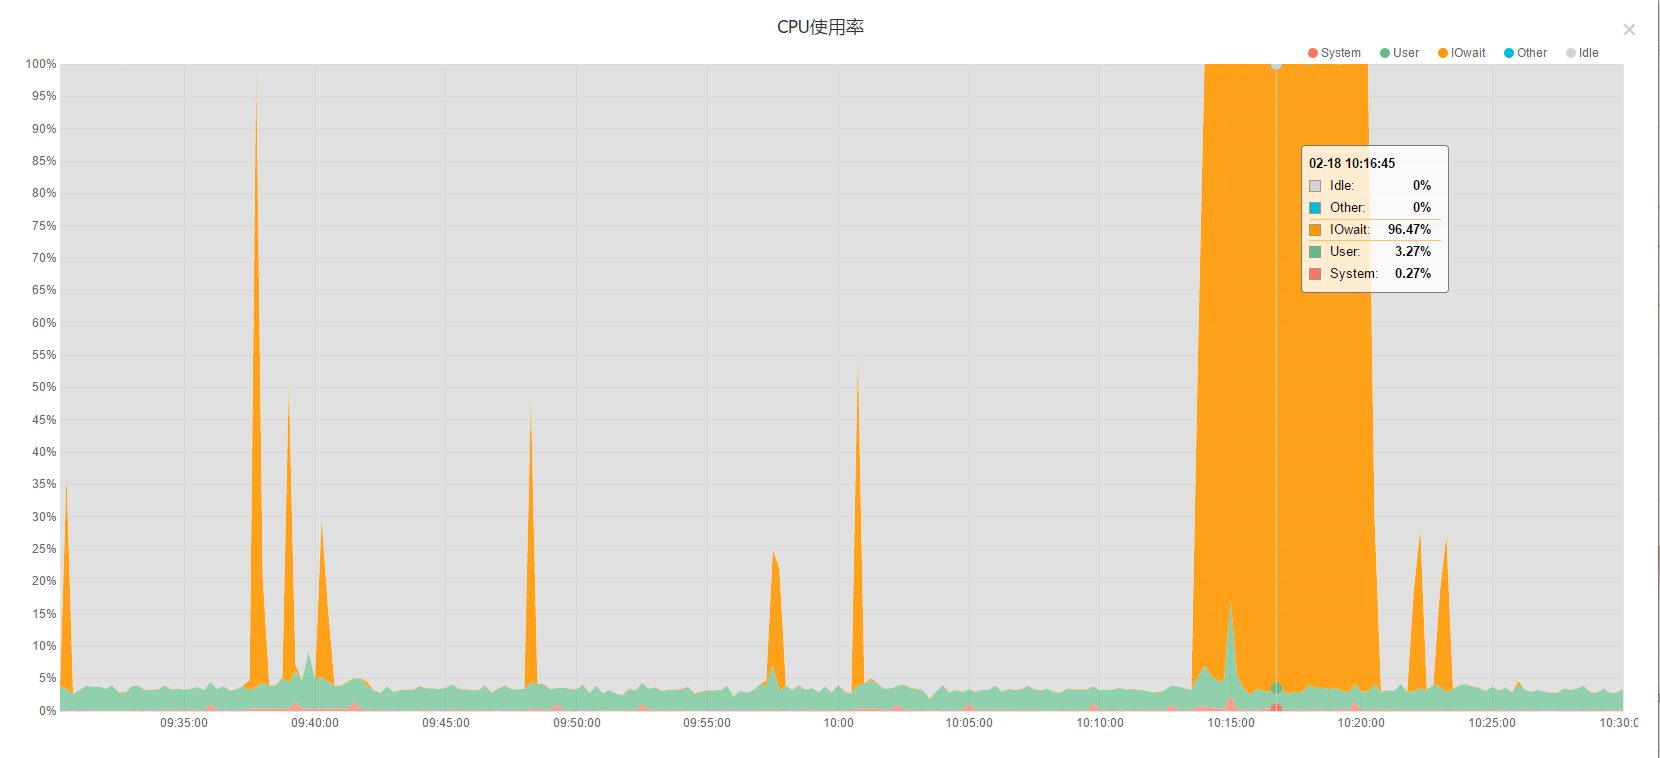 CPU使用率
×
System User IOwait Other Idle
100%
95%
90%
85%
80%
75%
70%
65%
60%
55%
50%
45%
40%
35%
30%
25%
20%
15%
10%
5%
0%
02-18 10:16:45
Idle: 0%
Other: 0%
IOwait: 96.47%
User: 3.27%
System: 0.27%
09:35:00 09:40:00 09:45:00 09:50:00 09:55:00 10:00 10:05:00 10:10:00 10:15:00 10:20:00 10:25:00 10:30:0